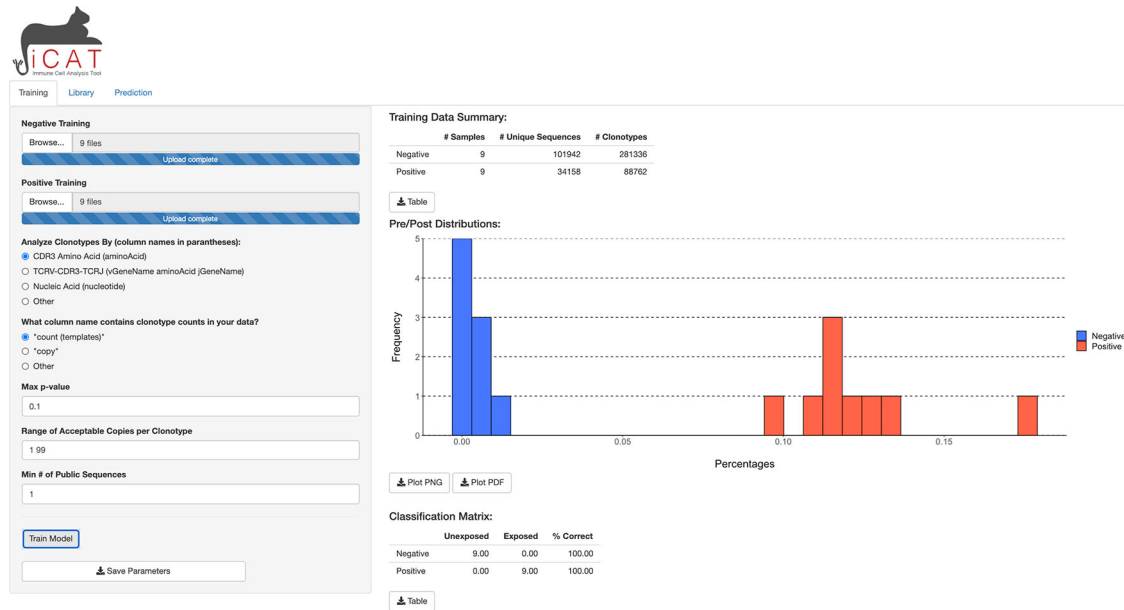 iCAT
Immune Cell Analysis Tool
Training Library Prediction
Negative Training
Browse... 9 files
Upload complete
Positive Training
Browse... 9 files
Upload complete
Analyze Clonotypes By (column names in parantheses):
CDR3 Amino Acid (aminoAcid)
TCRV-CDR3-TCRJ (vGeneName aminoAcid jGeneName)
Nucleic Acid (nucleotide)
Other
What column name contains clonotype counts in your data?
"count (templates)"
"copy"
Other
Max p-value
0.1
Range of Acceptable Copies per Clonotype
1 99
Min # of Public Sequences
1
Train Model
Save Parameters
Training Data Summary:
# Samples # Unique Sequences # Clonotypes
Negative 9 101942 281336
Positive 9 34158 88762
Table
Pre/Post Distributions:
5
4
3
2
1
0
Frequency
0.00 0.05 0.10 0.15
Percentages
Negative
Positive
Plot PNG Plot PDF
Classification Matrix:
Unexposed Exposed % Correct
Negative 9.00 0.00 100.00
Positive 0.00 9.00 100.00
Table